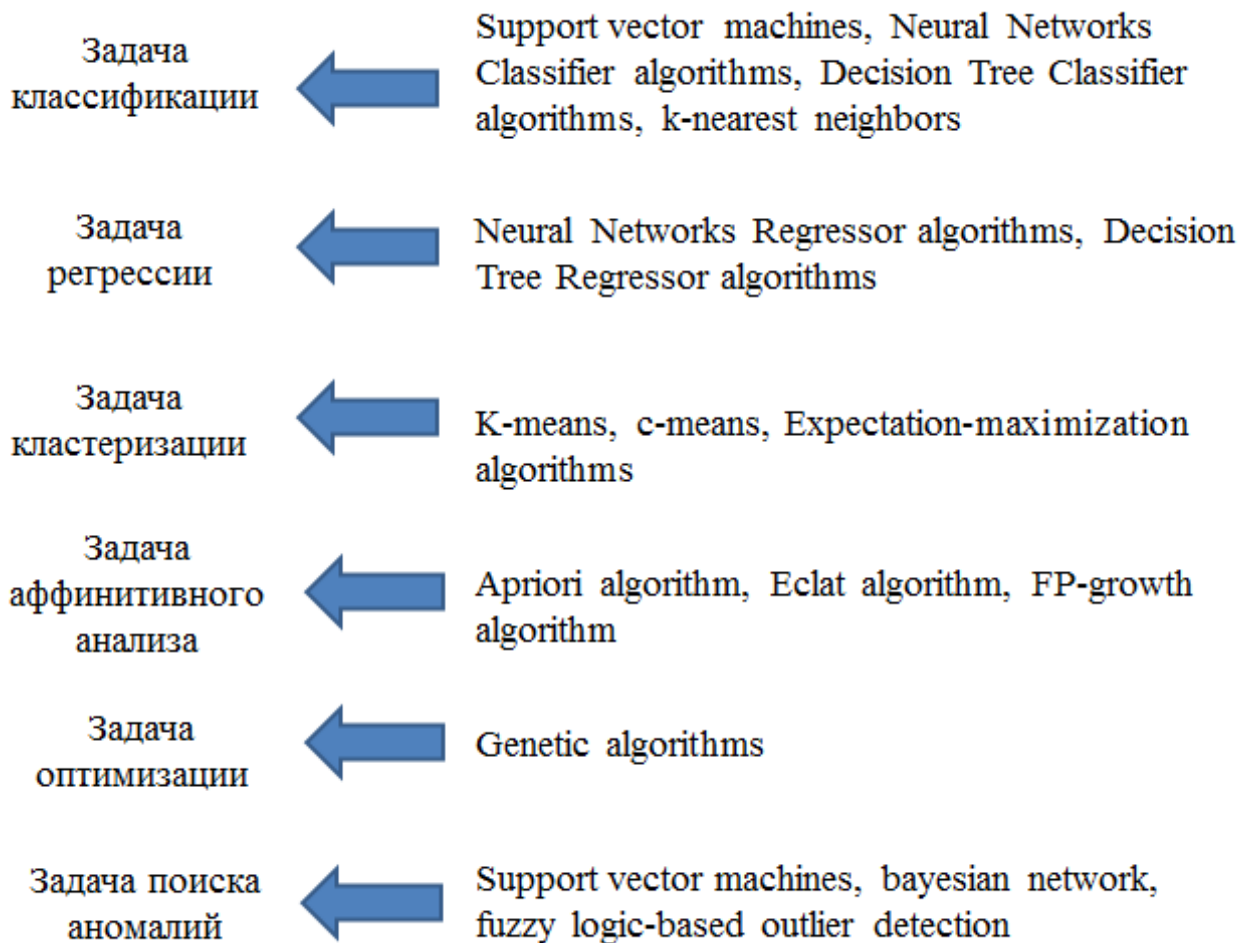 Задача
классификации
Support vector machines, Neural Networks
Classifier algorithms, Decision Tree Classifier
algorithms, k-nearest neighbors
Задача
регрессии
Neural Networks Regressor algorithms, Decision
Tree Regressor algorithms
Задача
кластеризации
K-means, c-means, Expectation-maximization
algorithms
Задача
аффинитивного
анализа
Apriori algorithm, Eclat algorithm, FP-growth
algorithm
Задача
оптимизации
Genetic algorithms
Задача поиска
аномалий
Support vector machines, bayesian network,
fuzzy logic-based outlier detection